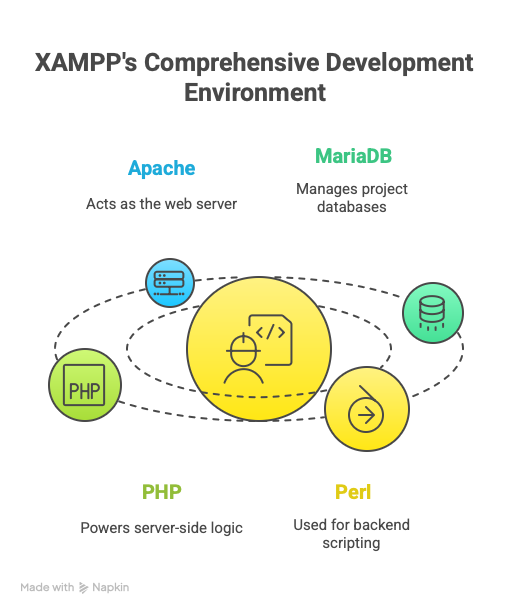 XAMPP's Comprehensive Development
Environment
Apache
Acts as the web server
MariaDB
Manages project
databases
PHP
PHP
Powers server-side logic
Perl
Used for backend
scripting
Made with Napkin